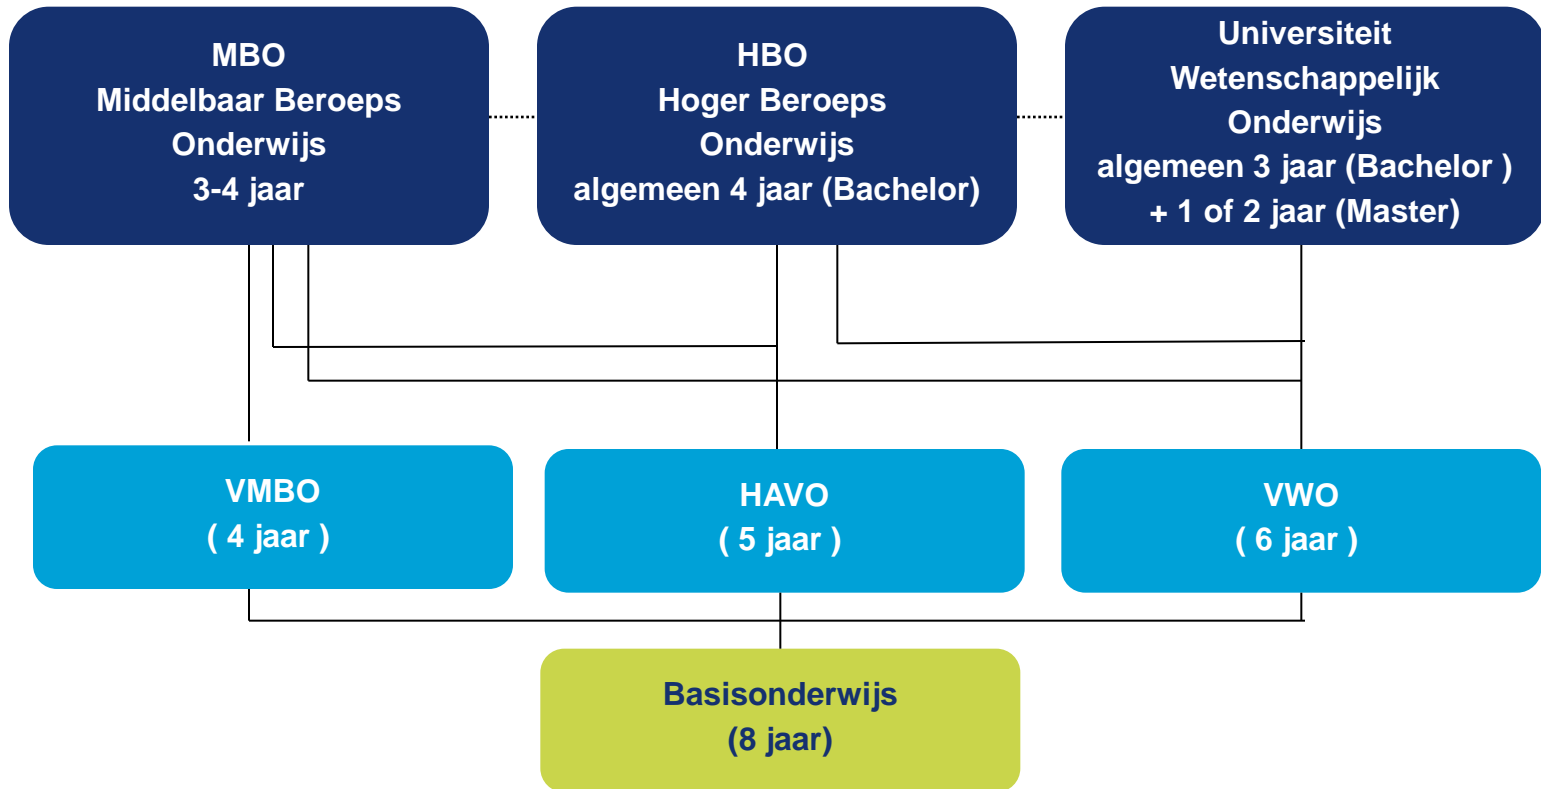 MBO
Middelbaar Beroeps
Onderwijs
3-4 jaar
HBO
Hoger Beroeps
Onderwijs
algemeen 4 jaar (Bachelor)
Universiteit
Wetenschappelijk
Onderwijs
algemeen 3 jaar (Bachelor )
+ 1 of 2 jaar (Master)
VMBO
( 4 jaar )
HAVO
( 5 jaar )
VWO
( 6 jaar )
Basisonderwijs
(8 jaar)